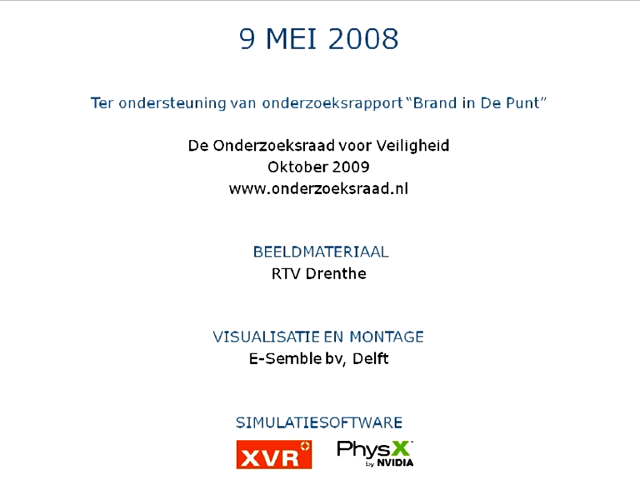 9 MEI 2008
Ter ondersteuning van onderzoeksrapport “Brand in De Punt”
De Onderzoeksraad voor Veiligheid
Oktober 2009
www.onderzoeksraad.nl
BEELDMATERIAAL
RTV Drenthe
VISUALISATIE EN MONTAGE
E-Semble bv, Delft
SIMULATIESOFTWARE
XVR PhysX
by NVIDIA